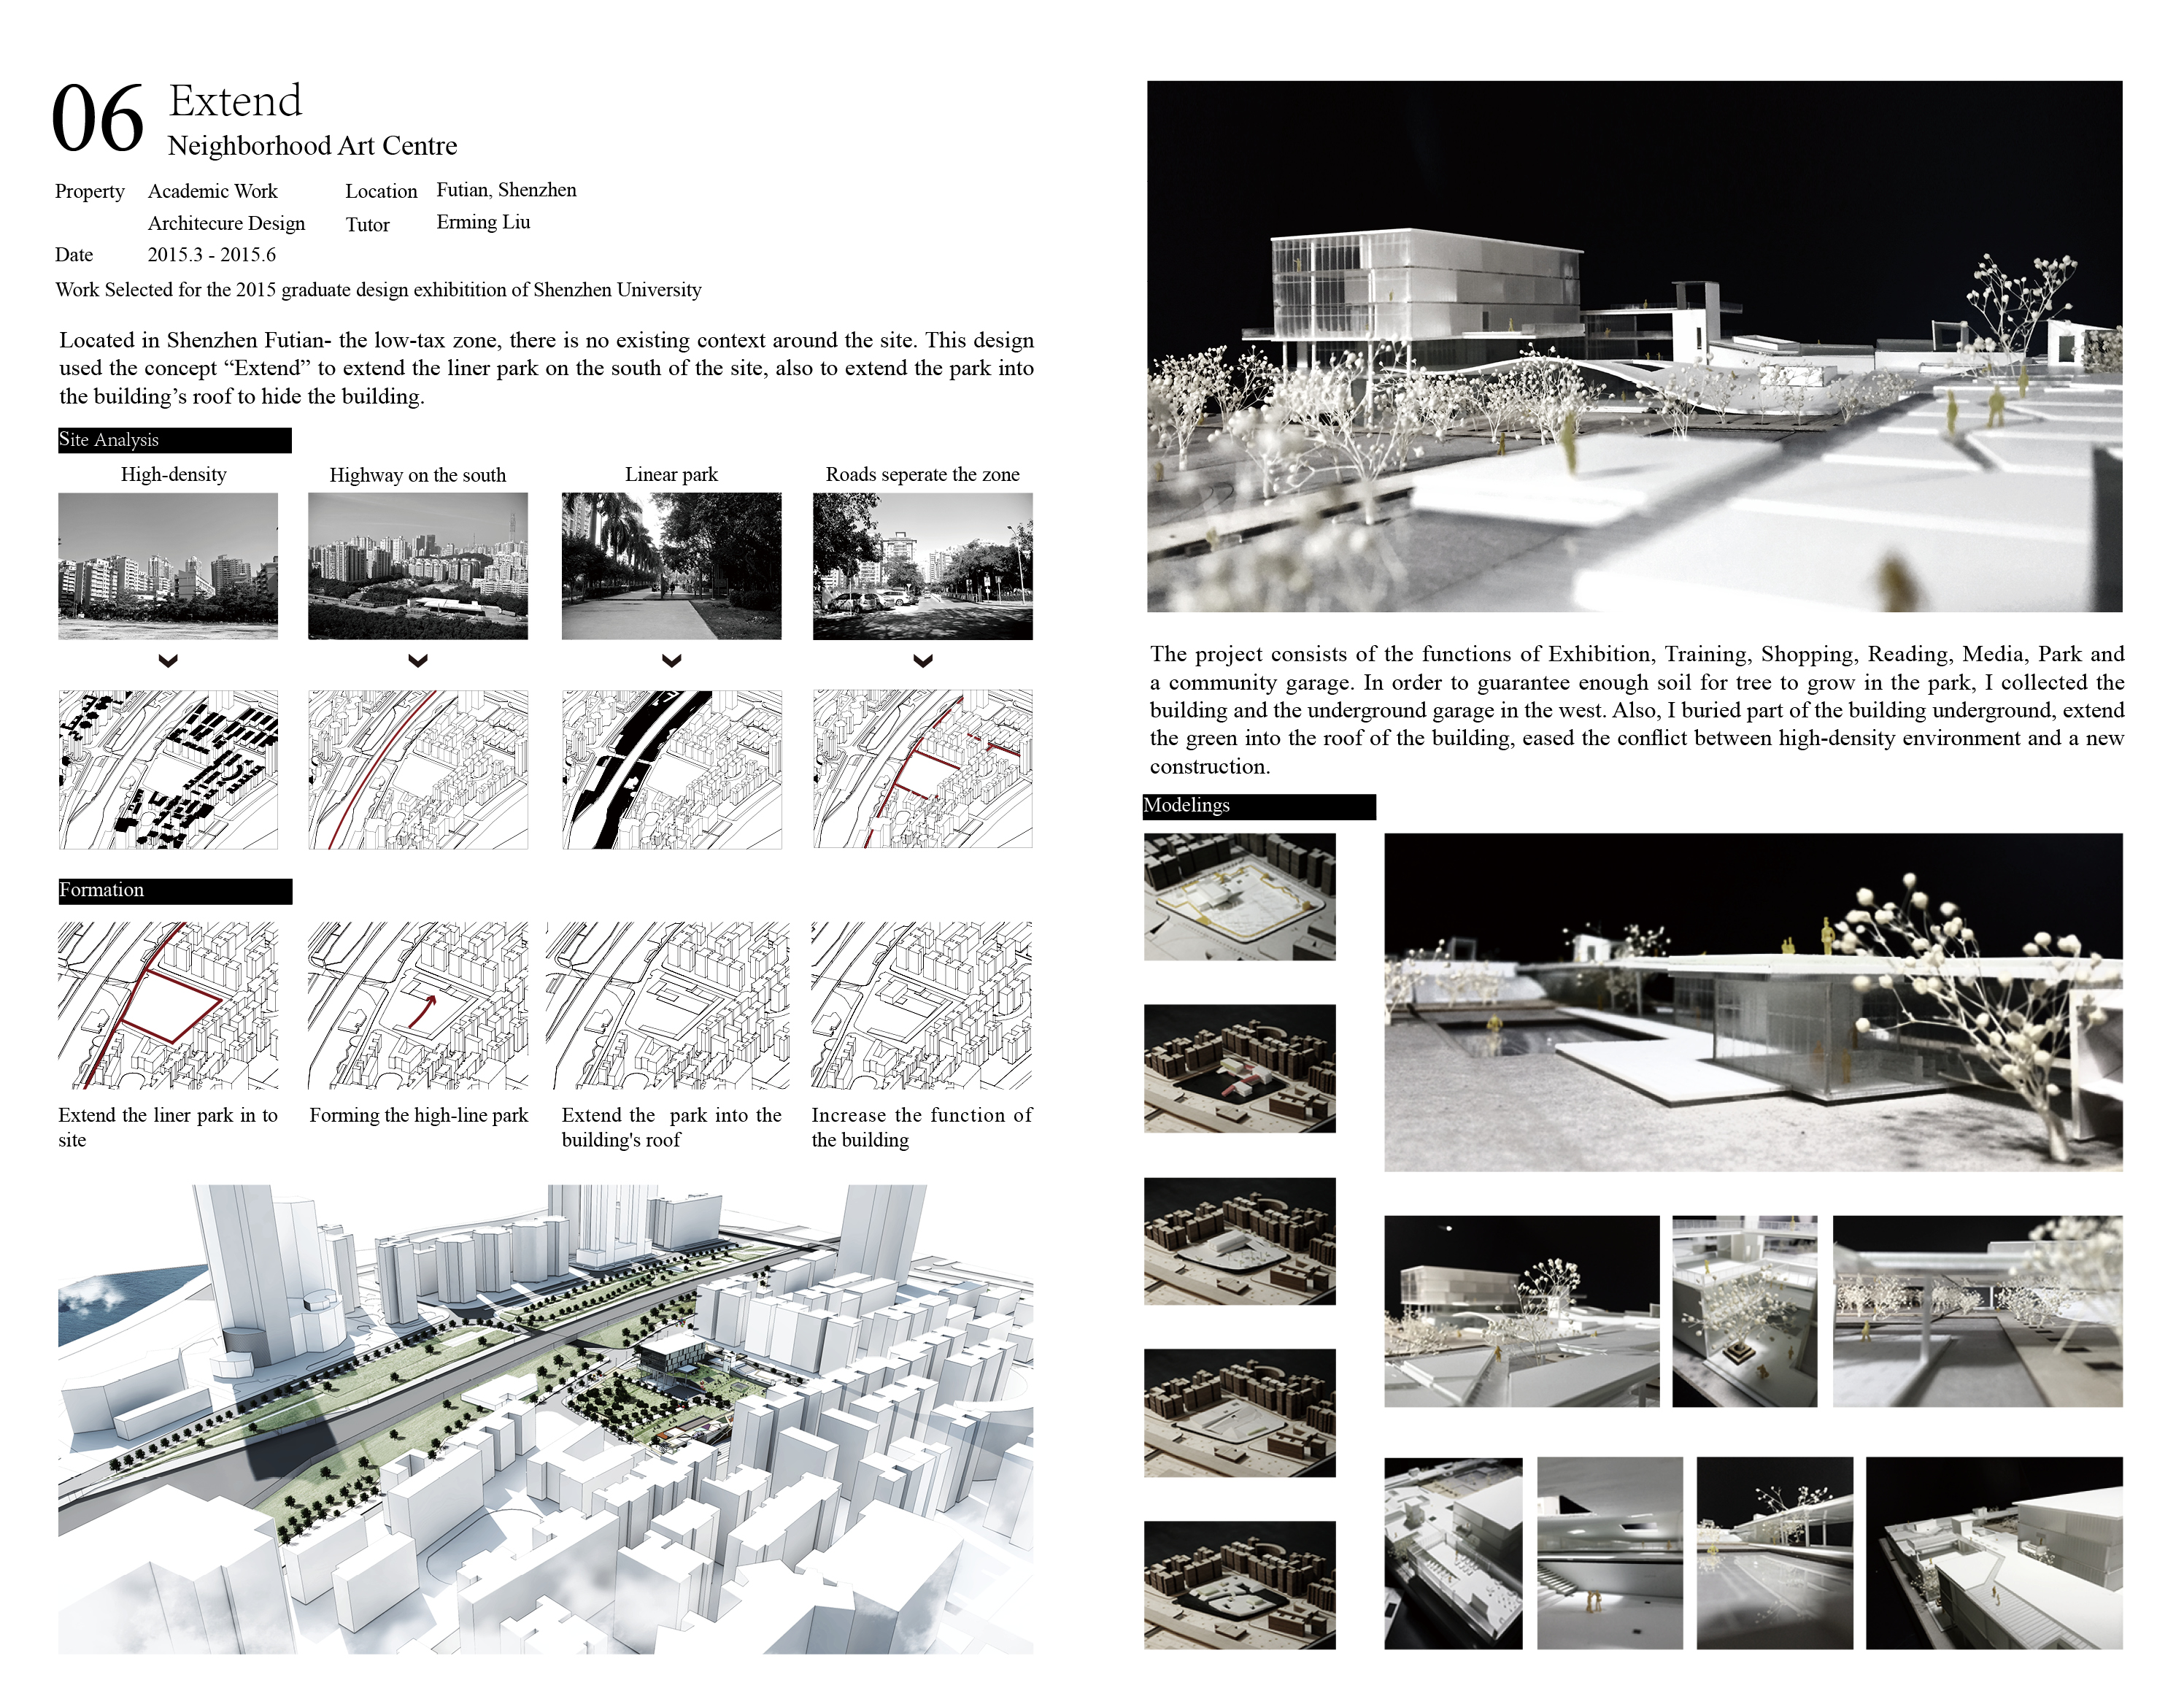 06
Extend
Neighborhood Art Centre
Property Academic Work Location Futian, Shenzhen
Architecure Design Tutor Erming Liu
Date 2015.3 - 2015.6
Work Selected for the 2015 graduate design exhibitition of Shenzhen University
Located in Shenzhen Futian- the low-tax zone, there is no existing context around the site. This design
used the concept “Extend” to extend the liner park on the south of the site, also to extend the park into
the building’s roof to hide the building.
Site Analysis
High-density
Highway on the south
Linear park
Roads seperate the zone
Formation
Extend the liner park in to
site
Forming the high-line park
Extend the park into the
building's roof
Increase the function of
the building
The project consists of the functions of Exhibition, Training, Shopping, Reading, Media, Park and
a community garage. In order to guarantee enough soil for tree to grow in the park, I collected the
building and the underground garage in the west. Also, I buried part of the building underground, extend
the green into the roof of the building, eased the conflict between high-density environment and a new
construction.
Modelings